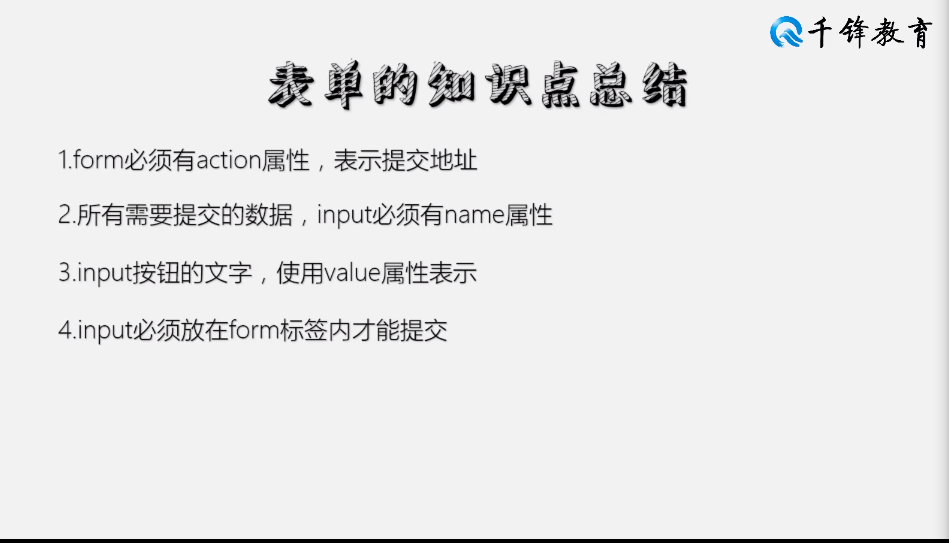 千锋教育
表单的知识点总结
1.form必须有action属性，表示提交地址
2.所有需要提交的数据，input必须有name属性
3.input按钮的文字，使用value属性表示
4.input必须放在form标签内才能提交